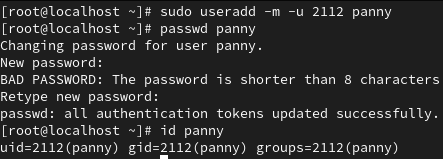 [root@localhost ~]# sudo useradd -m -u 2112 panny
[root@localhost ~]# passwd panny
Changing password for user panny.
New password:
BAD PASSWORD: The password is shorter than 8 characters
Retype new password:
passwd: all authentication tokens updated successfully.
[root@localhost ~]# id panny
uid=2112(panny) gid=2112(panny) groups=2112(panny)